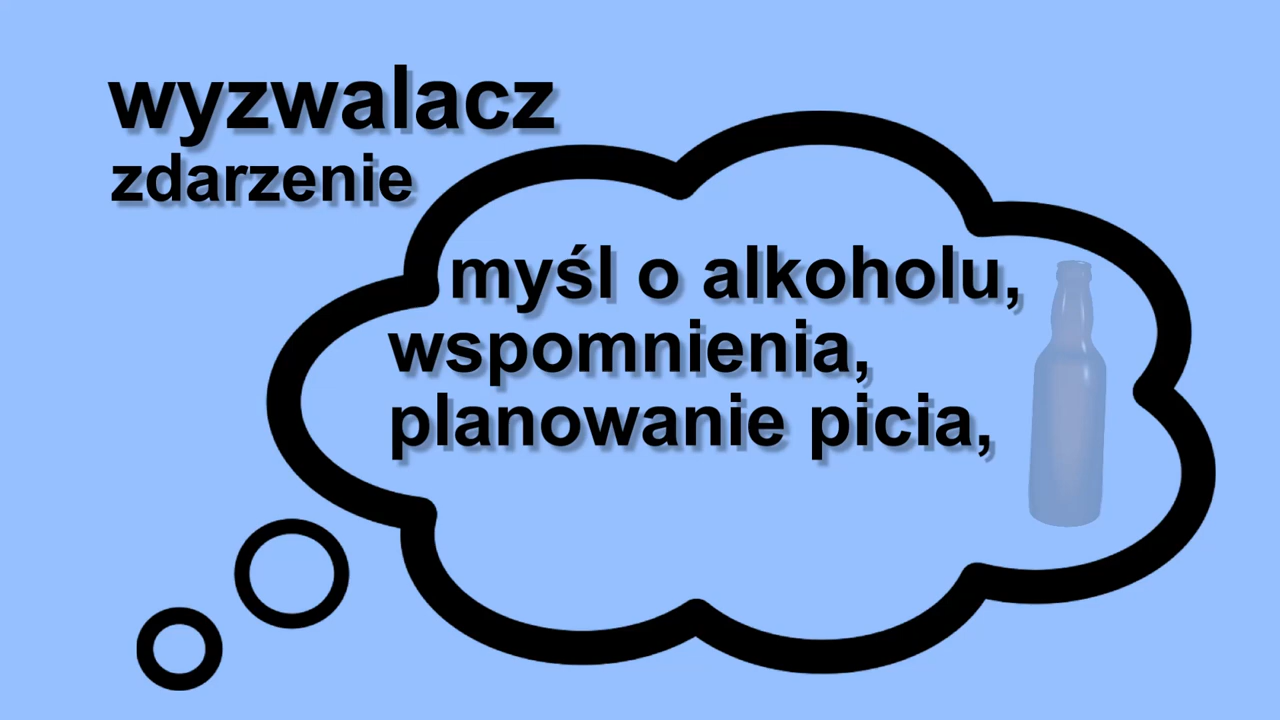 wyzwalacz
zdarzenie
myśl o alkoholu,
wspomnienia,
planowanie picia,